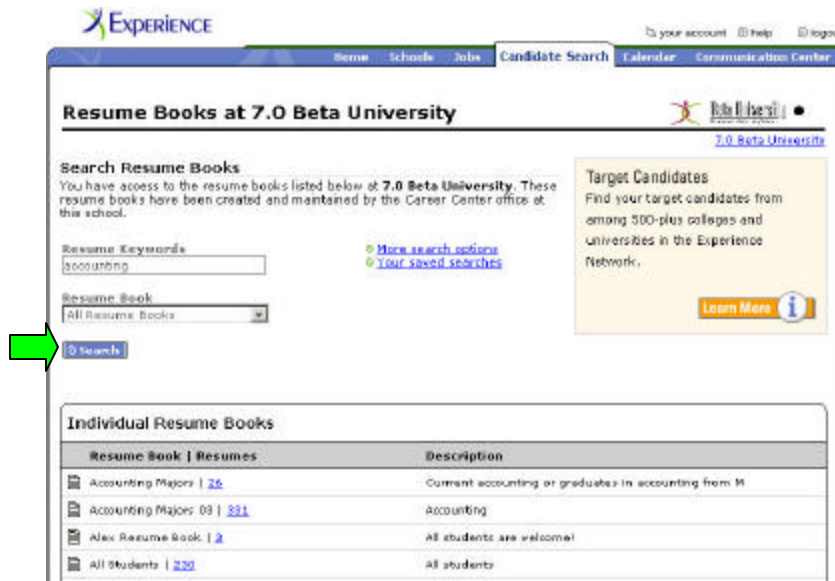 EXPERIENCE
your account help logou
Home Schools Jobs Candidate Search Calendar Communication Center
Resume Books at 7.0 Beta University
Beta University
7.0 Beta University
Search Resume Books
You have access to the resume books listed below at 7.0 Beta University. These
resume books have been created and maintained by the Career Center office at
this school.
Resume Keywords
accounting
More search options
Your saved searches
Resume Book
All Resume Books
Search
Target Candidates
Find your target candidates from
among 500-plus colleges and
universities in the Experience
Network.
Learn More i
Individual Resume Books
Resume Book | Resumes Description
Accounting Majors | 26 Current accounting or graduates in accounting from M
Accounting Majors 03 | 331 Accounting
Alex Resume Book | 3 All students are welcome!
All Students | 230 All students